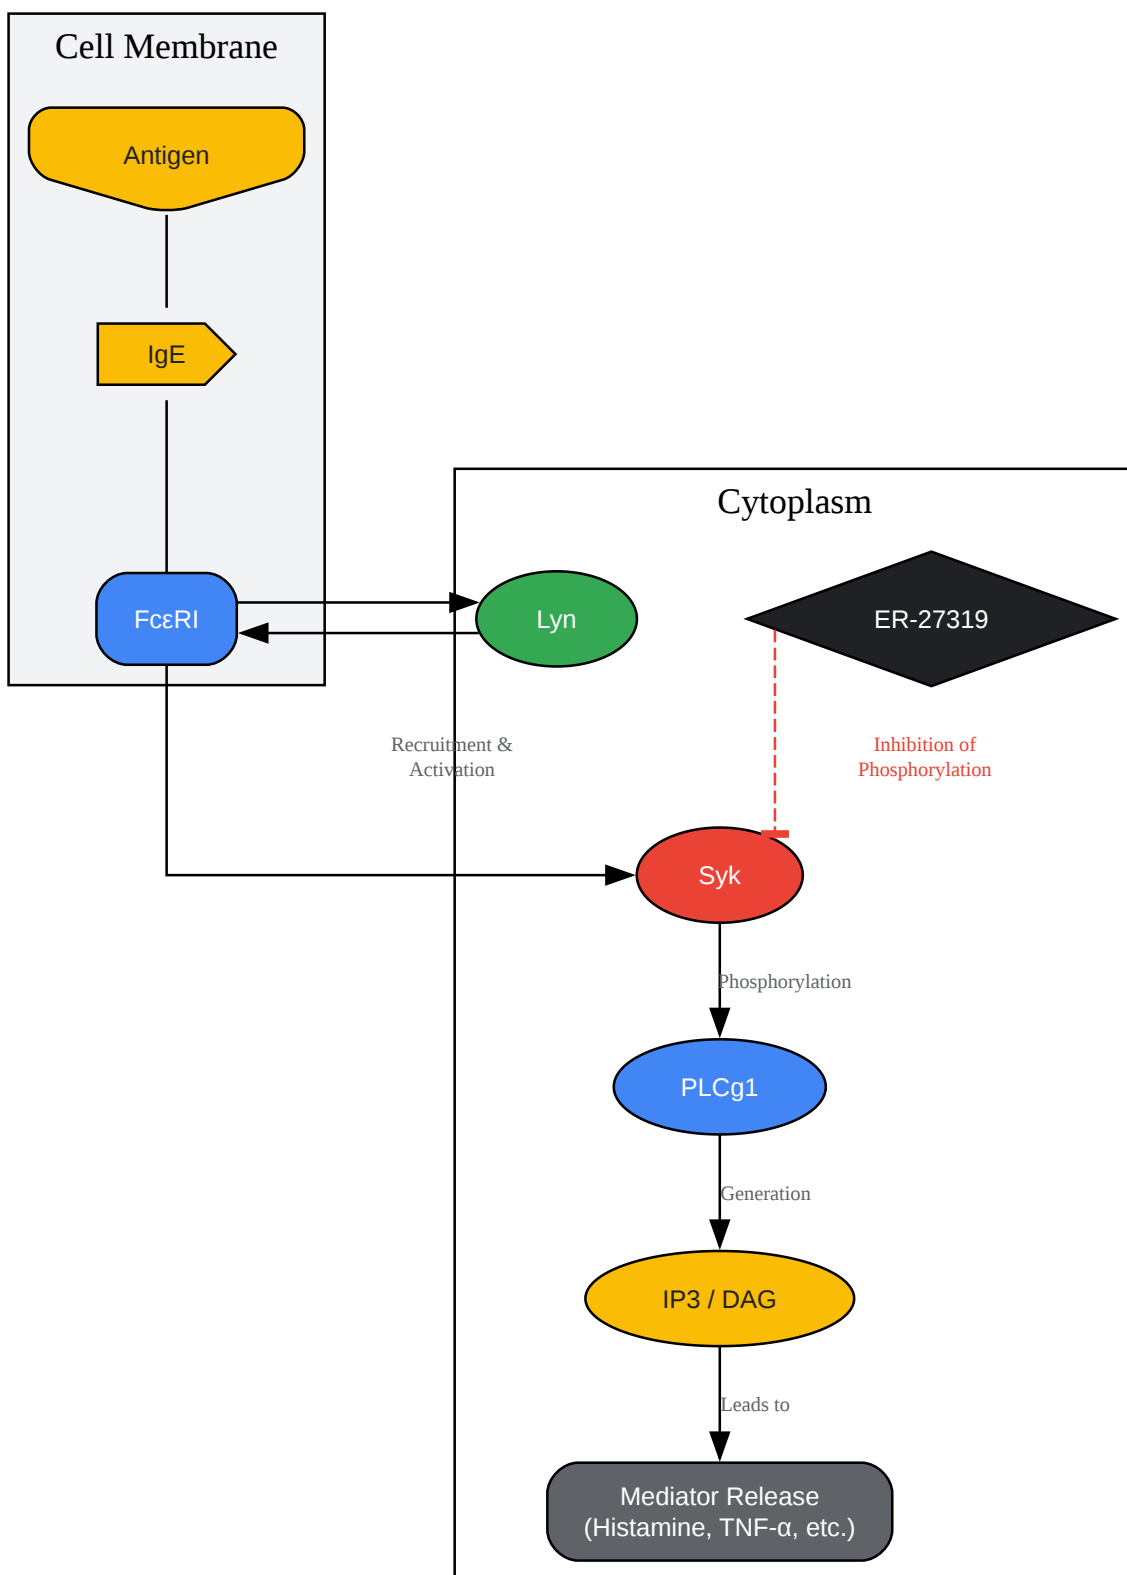 Cell Membrane
Antigen
IgE
Cytoplasm
FcεRI
Lyn
ER-27319
Recruitment &
Activation
Inhibition of
Phosphorylation
Syk
Phosphorylation
PLCg1
Generation
IP3 / DAG
Leads to
Mediator Release
(Histamine, TNF-α, etc.)